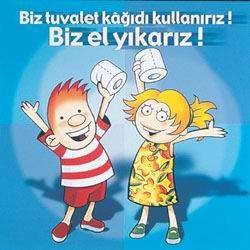 Biz tuvalet kâğıdı kullanırız !
Biz el yıkarız !